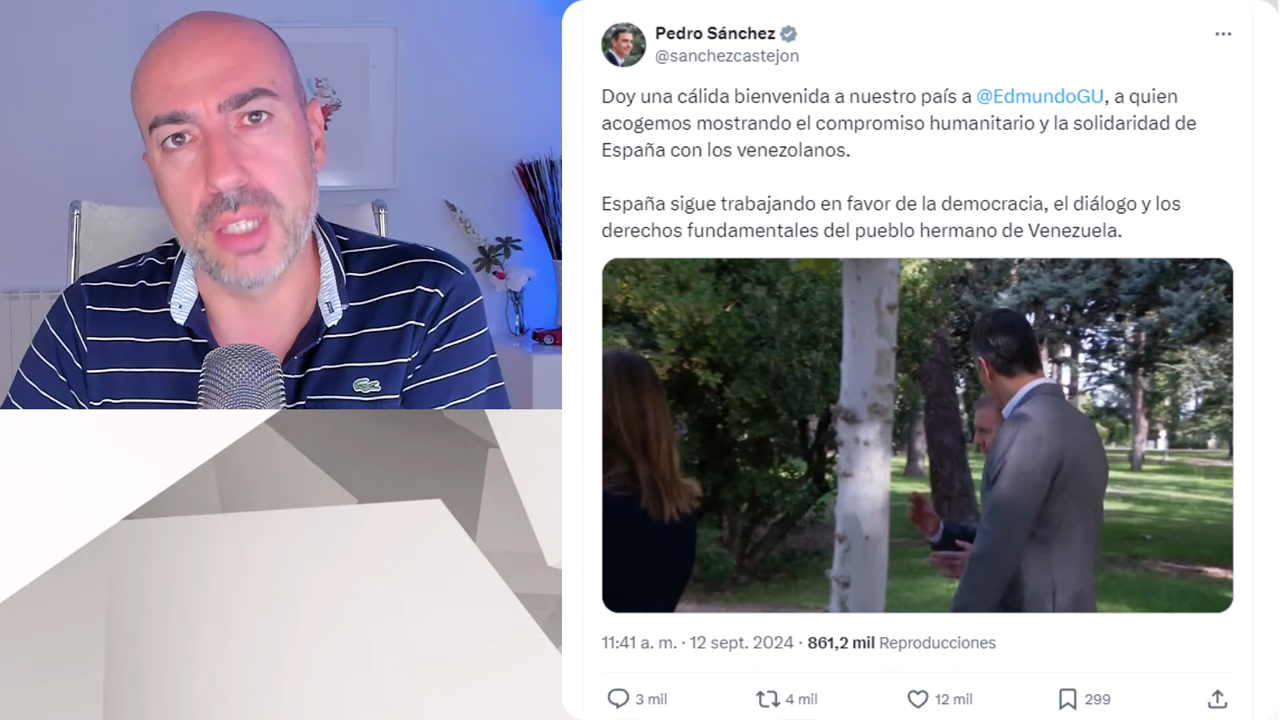 Pedro Sánchez
@sanchezcastejon
Doy una cálida bienvenida a nuestro país a @EdmundoGU, a quien
acogemos mostrando el compromiso humanitario y la solidaridad de
España con los venezolanos.
España sigue trabajando en favor de la democracia, el diálogo y los
derechos fundamentales del pueblo hermano de Venezuela.
11:41 a. m. · 12 sept. 2024 · 861,2 mil Reproducciones
3 mil 4 mil 12 mil 299